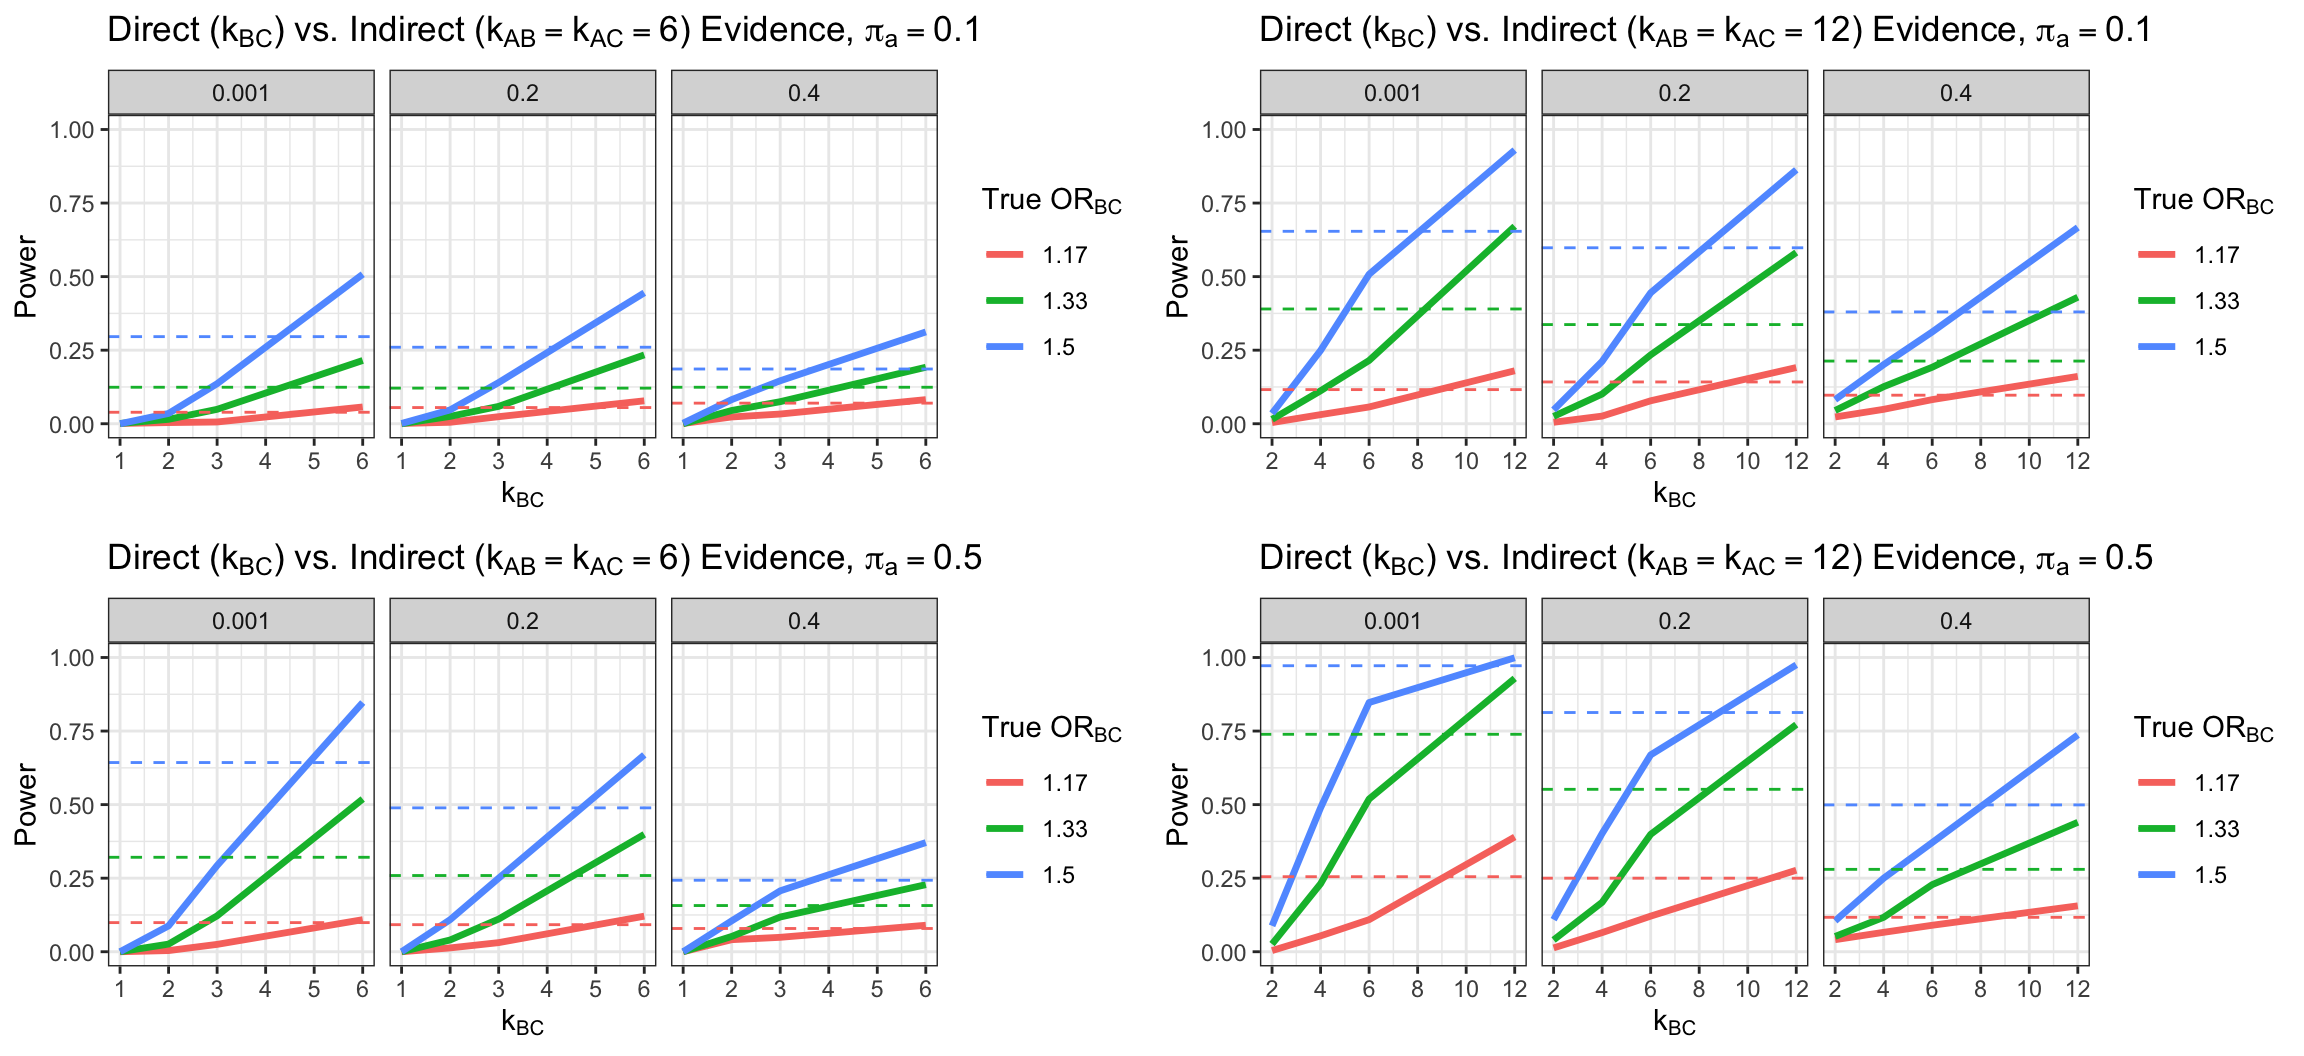 Direct (kBC) vs. Indirect (kAB = kAC = 6) Evidence, πa = 0.1
0.001 0.2 0.4
1.00
0.75
0.50
0.25
0.00
Power
1 2 3 4 5 6 1 2 3 4 5 6 1 2 3 4 5 6
kBC
True ORBC
1.17
1.33
1.5
Direct (kBC) vs. Indirect (kAB = kAC = 12) Evidence, πa = 0.1
0.001 0.2 0.4
1.00
0.75
0.50
0.25
0.00
Power
2 4 6 8 10 12 2 4 6 8 10 12 2 4 6 8 10 12
kBC
True ORBC
1.17
1.33
1.5
Direct (kBC) vs. Indirect (kAB = kAC = 6) Evidence, πa = 0.5
0.001 0.2 0.4
1.00
0.75
0.50
0.25
0.00
Power
1 2 3 4 5 6 1 2 3 4 5 6 1 2 3 4 5 6
kBC
True ORBC
1.17
1.33
1.5
Direct (kBC) vs. Indirect (kAB = kAC = 12) Evidence, πa = 0.5
0.001 0.2 0.4
1.00
0.75
0.50
0.25
0.00
Power
2 4 6 8 10 12 2 4 6 8 10 12 2 4 6 8 10 12
kBC
True ORBC
1.17
1.33
1.5